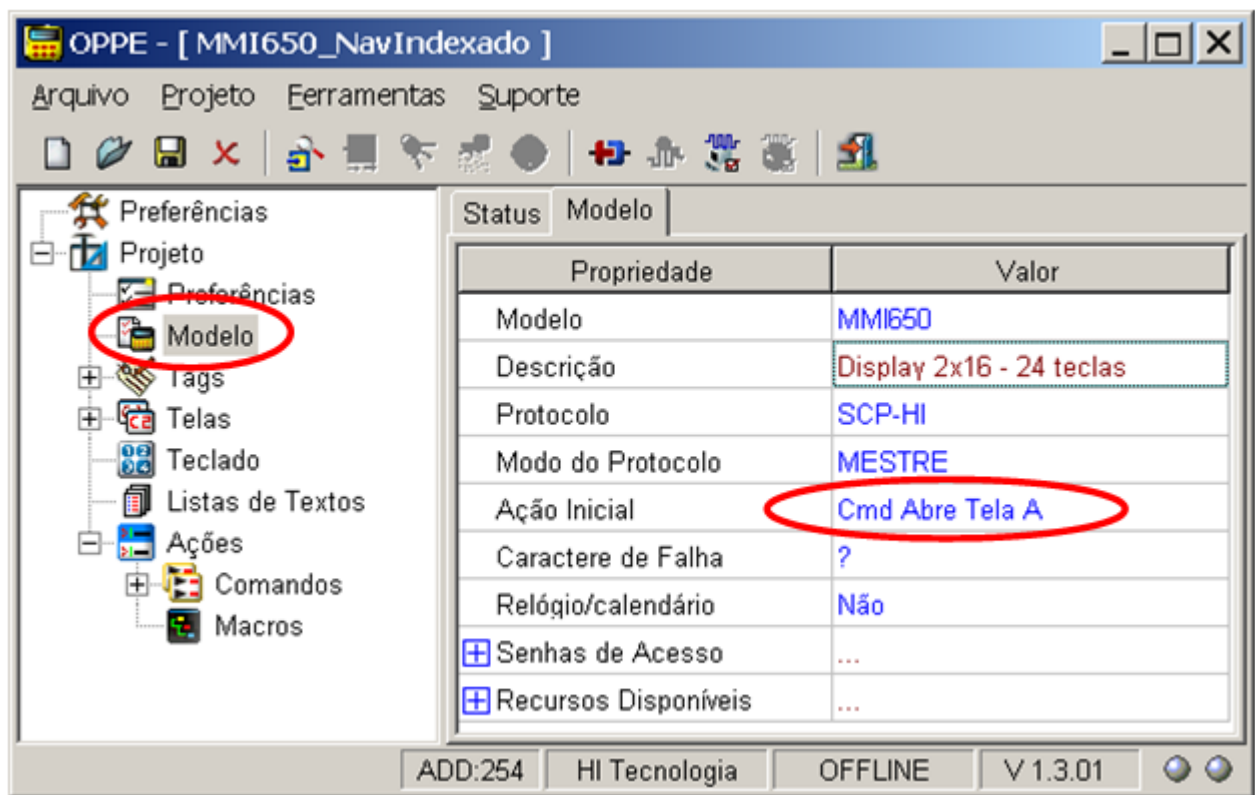 OPPE - [ MMI650_NavIndexado ]
Arquivo Projeto Ferramentas Suporte
Preferências
Projeto
Preferências
Modelo
Tags
Telas
Teclado
Listas de Textos
Ações
Comandos
Macros
Status Modelo
Propriedade Valor
Modelo MMI650
Descrição Display 2x16 - 24 teclas
Protocolo SCP-HI
Modo do Protocolo MESTRE
Ação Inicial Cmd Abre Tela A
Caractere de Falha ?
Relógio/calendário Não
Senhas de Acesso ...
Recursos Disponíveis ...
ADD:254 HI Tecnologia OFFLINE V 1.3.01